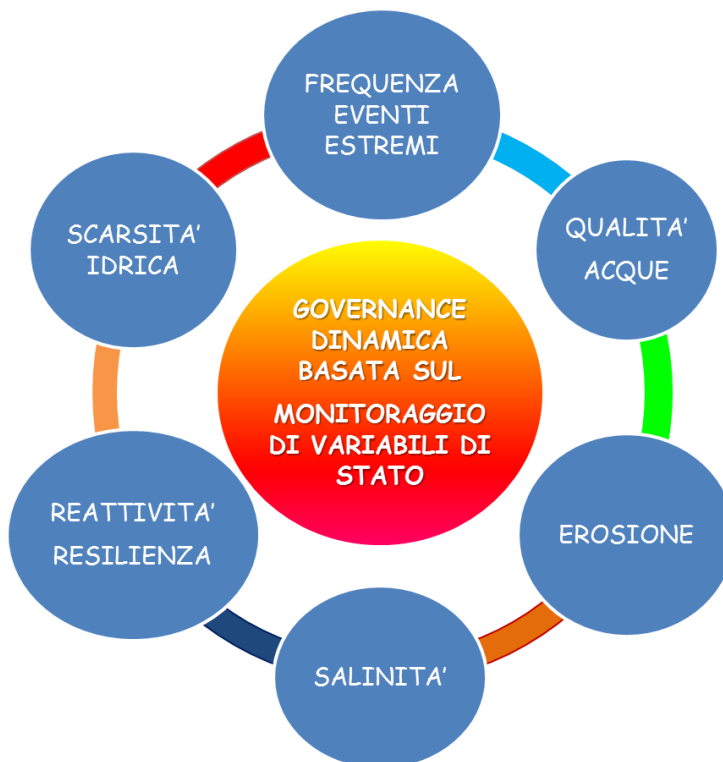 FREQUENZA
EVENTI
ESTREMI
QUALITA'
ACQUE
EROSIONE
SALINITA'
REATTIVITA'
RESILIENZA
SCARSITA'
IDRICA
GOVERNANCE
DINAMICA
BASATA SUL
MONITORAGGIO
DI VARIABILI DI
STATO